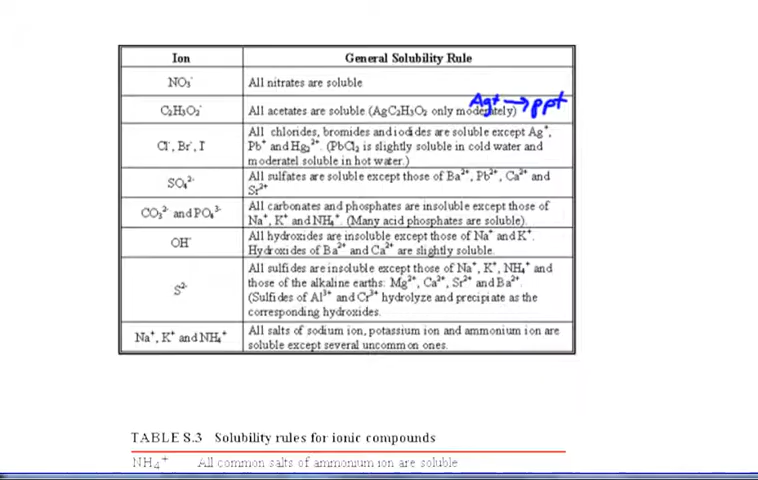 Ion General Solubility Rule
NO₃⁻ All nitrates are soluble
Ag⁺ → ppt
C₂H₃O₂⁻ All acetates are soluble (AgC₂H₃O₂ only moderately)
All chlorides, bromides and iodides are soluble except Ag⁺,
Cl⁻, Br⁻, I⁻ Pb⁺ and Hg₂²⁺. (PbCl₂ is slightly soluble in cold water and
moderatel soluble in hot water.)
SO₄²⁻ All sulfates are soluble except those of Ba²⁺, Pb²⁺, Ca²⁺ and
Sr²⁺
CO₃²⁻ and PO₄³⁻ All carbonates and phosphates are insoluble except those of
Na⁺, K⁺ and NH₄⁺. (Many acid phosphates are soluble).
OH⁻ All hydroxides are insoluble except those of Na⁺ and K⁺.
Hydroxides of Ba²⁺ and Ca²⁺ are slightly soluble.
All sulfides are insoluble except those of Na⁺, K⁺, NH₄⁺ and
S²⁻ those of the alkaline earths: Mg²⁺, Ca²⁺, Sr²⁺ and Ba²⁺.
(Sulfides of Al³⁺ and Cr³⁺ hydrolyze and precipiate as the
corresponding hydroxides.
Na⁺, K⁺ and NH₄⁺ All salts of sodium ion, potassium ion and ammonium ion are
soluble except several uncommon ones.
TABLE 8.3 Solubility rules for ionic compounds
NH₄⁺ All common salts of ammonium ion are soluble